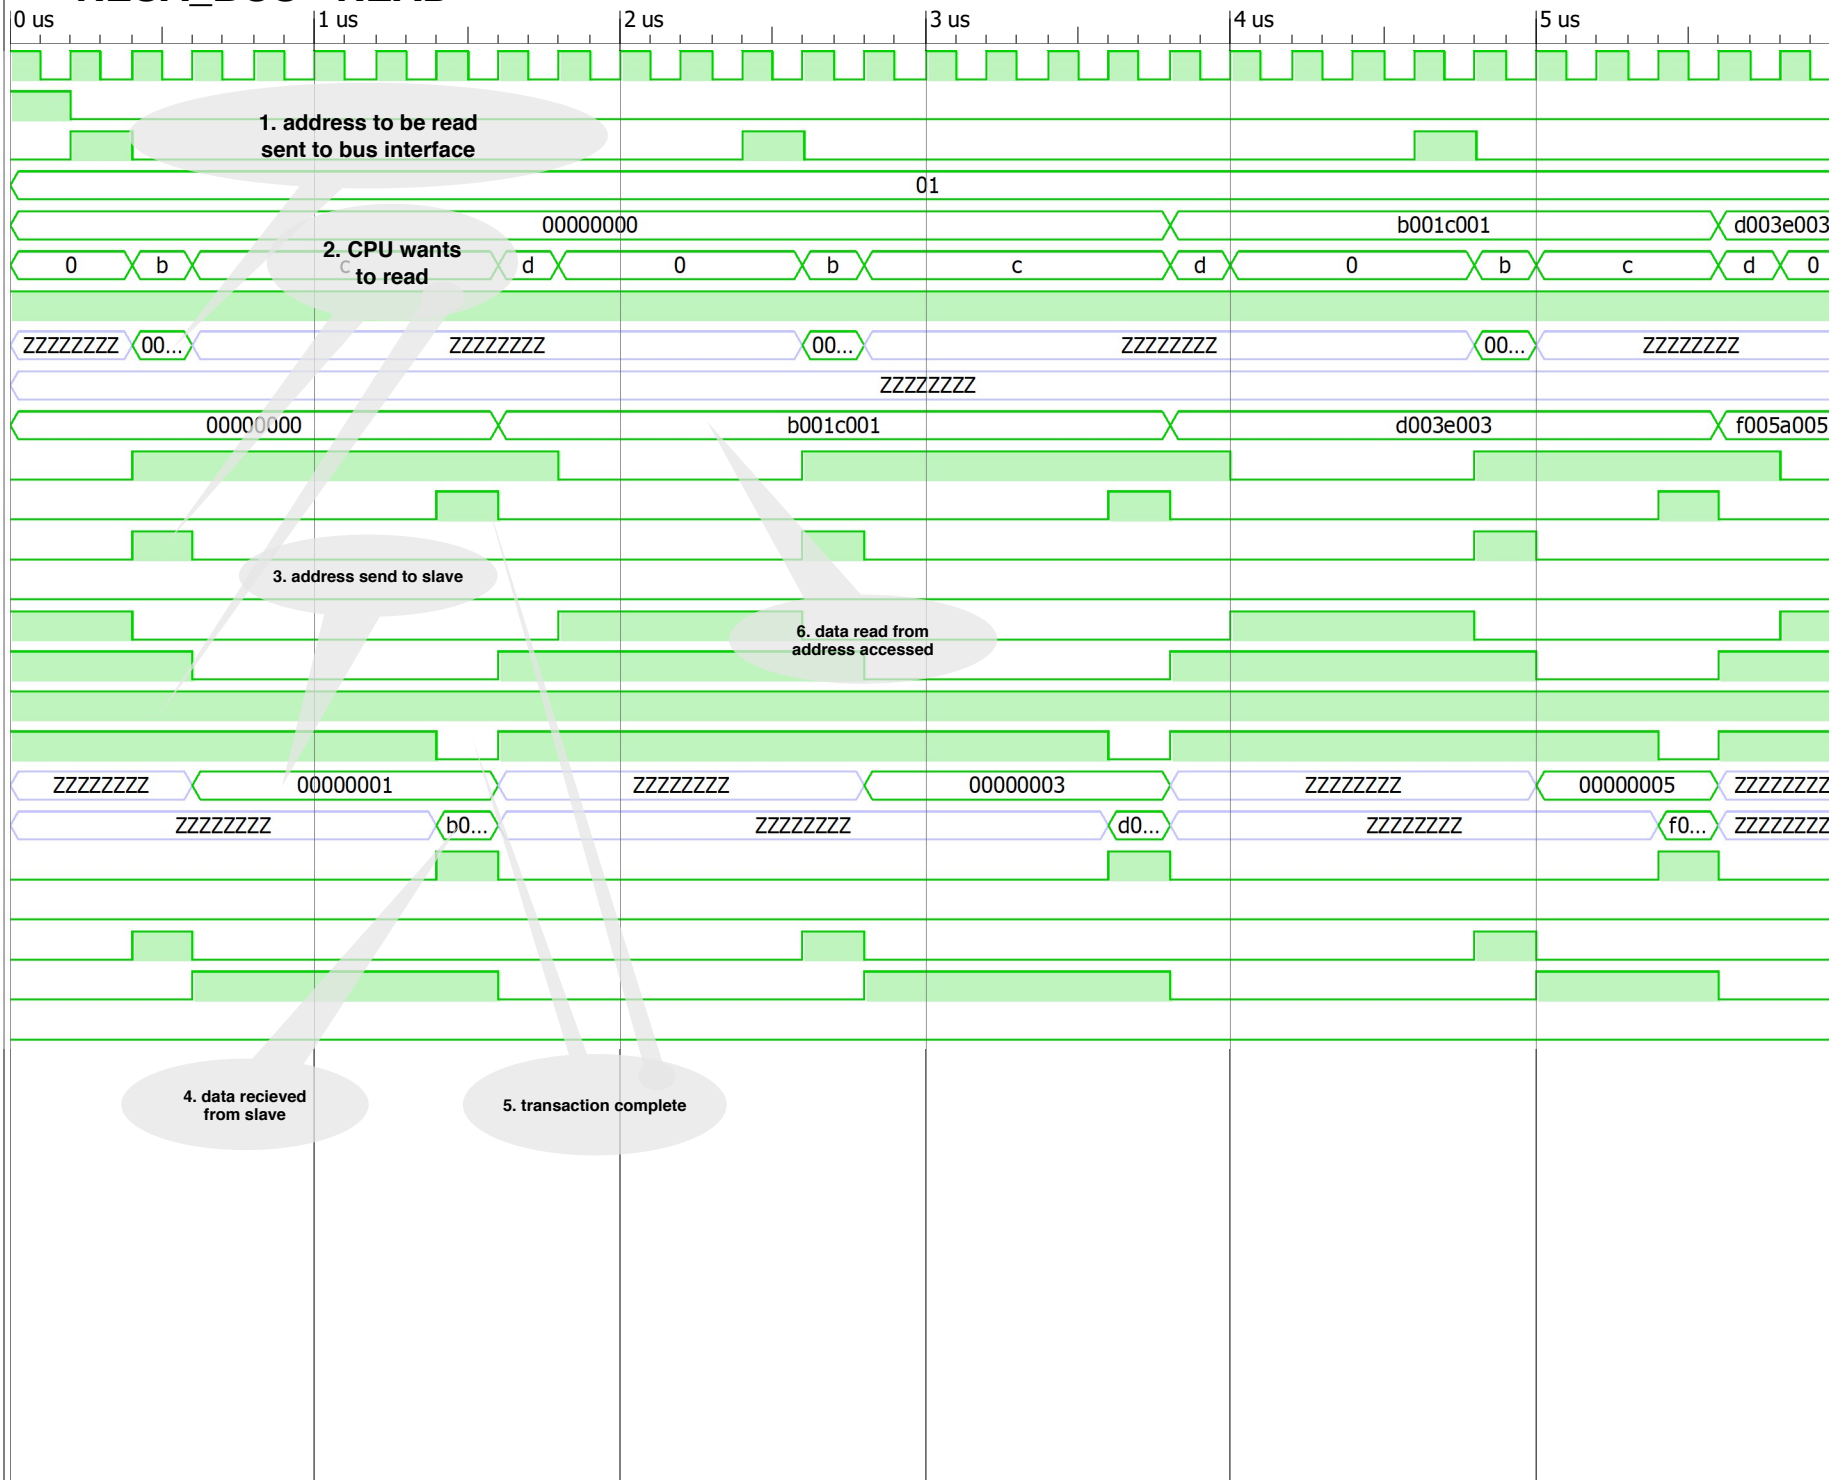 0 us 1 us 2 us 3 us 4 us 5 us
1. address to be read
sent to bus interface
01
00000000 b001c001 d003e003
2. CPU wants
to read
0 b c d 0 b c d 0 b c d 0
ZZZZZZZZ 00... ZZZZZZZZ 00... ZZZZZZZZ 00... ZZZZZZZZ
ZZZZZZZZ
00000000 b001c001 d003e003 f005a005
3. address send to slave
6. data read from
address accessed
ZZZZZZZZ 00000001 ZZZZZZZZ 00000003 ZZZZZZZZ 00000005 ZZZZZZZZ
ZZZZZZZZ b0... ZZZZZZZZ d0... ZZZZZZZZ f0... ZZZZZZZZ
4. data recieved
from slave
5. transaction complete